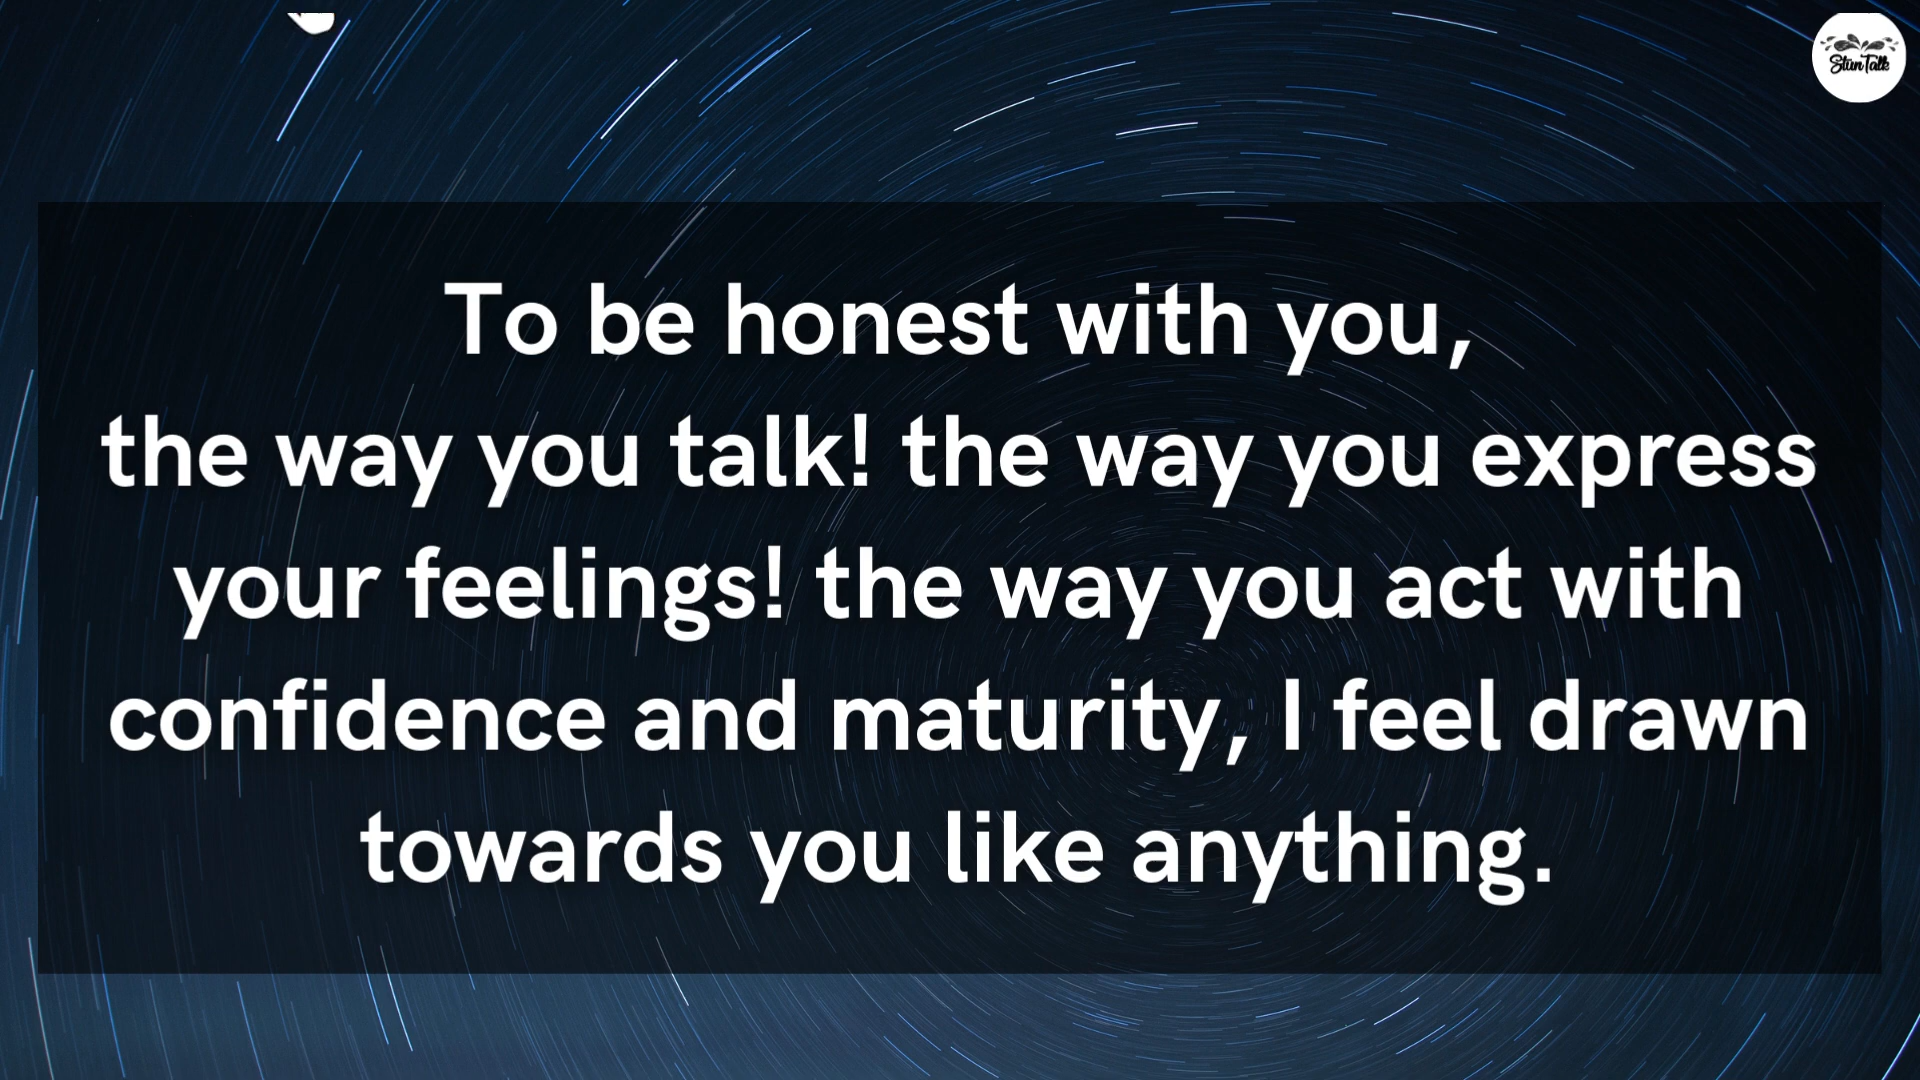 StunTalk
To be honest with you,
the way you talk! the way you express
your feelings! the way you act with
confidence and maturity, I feel drawn
towards you like anything.